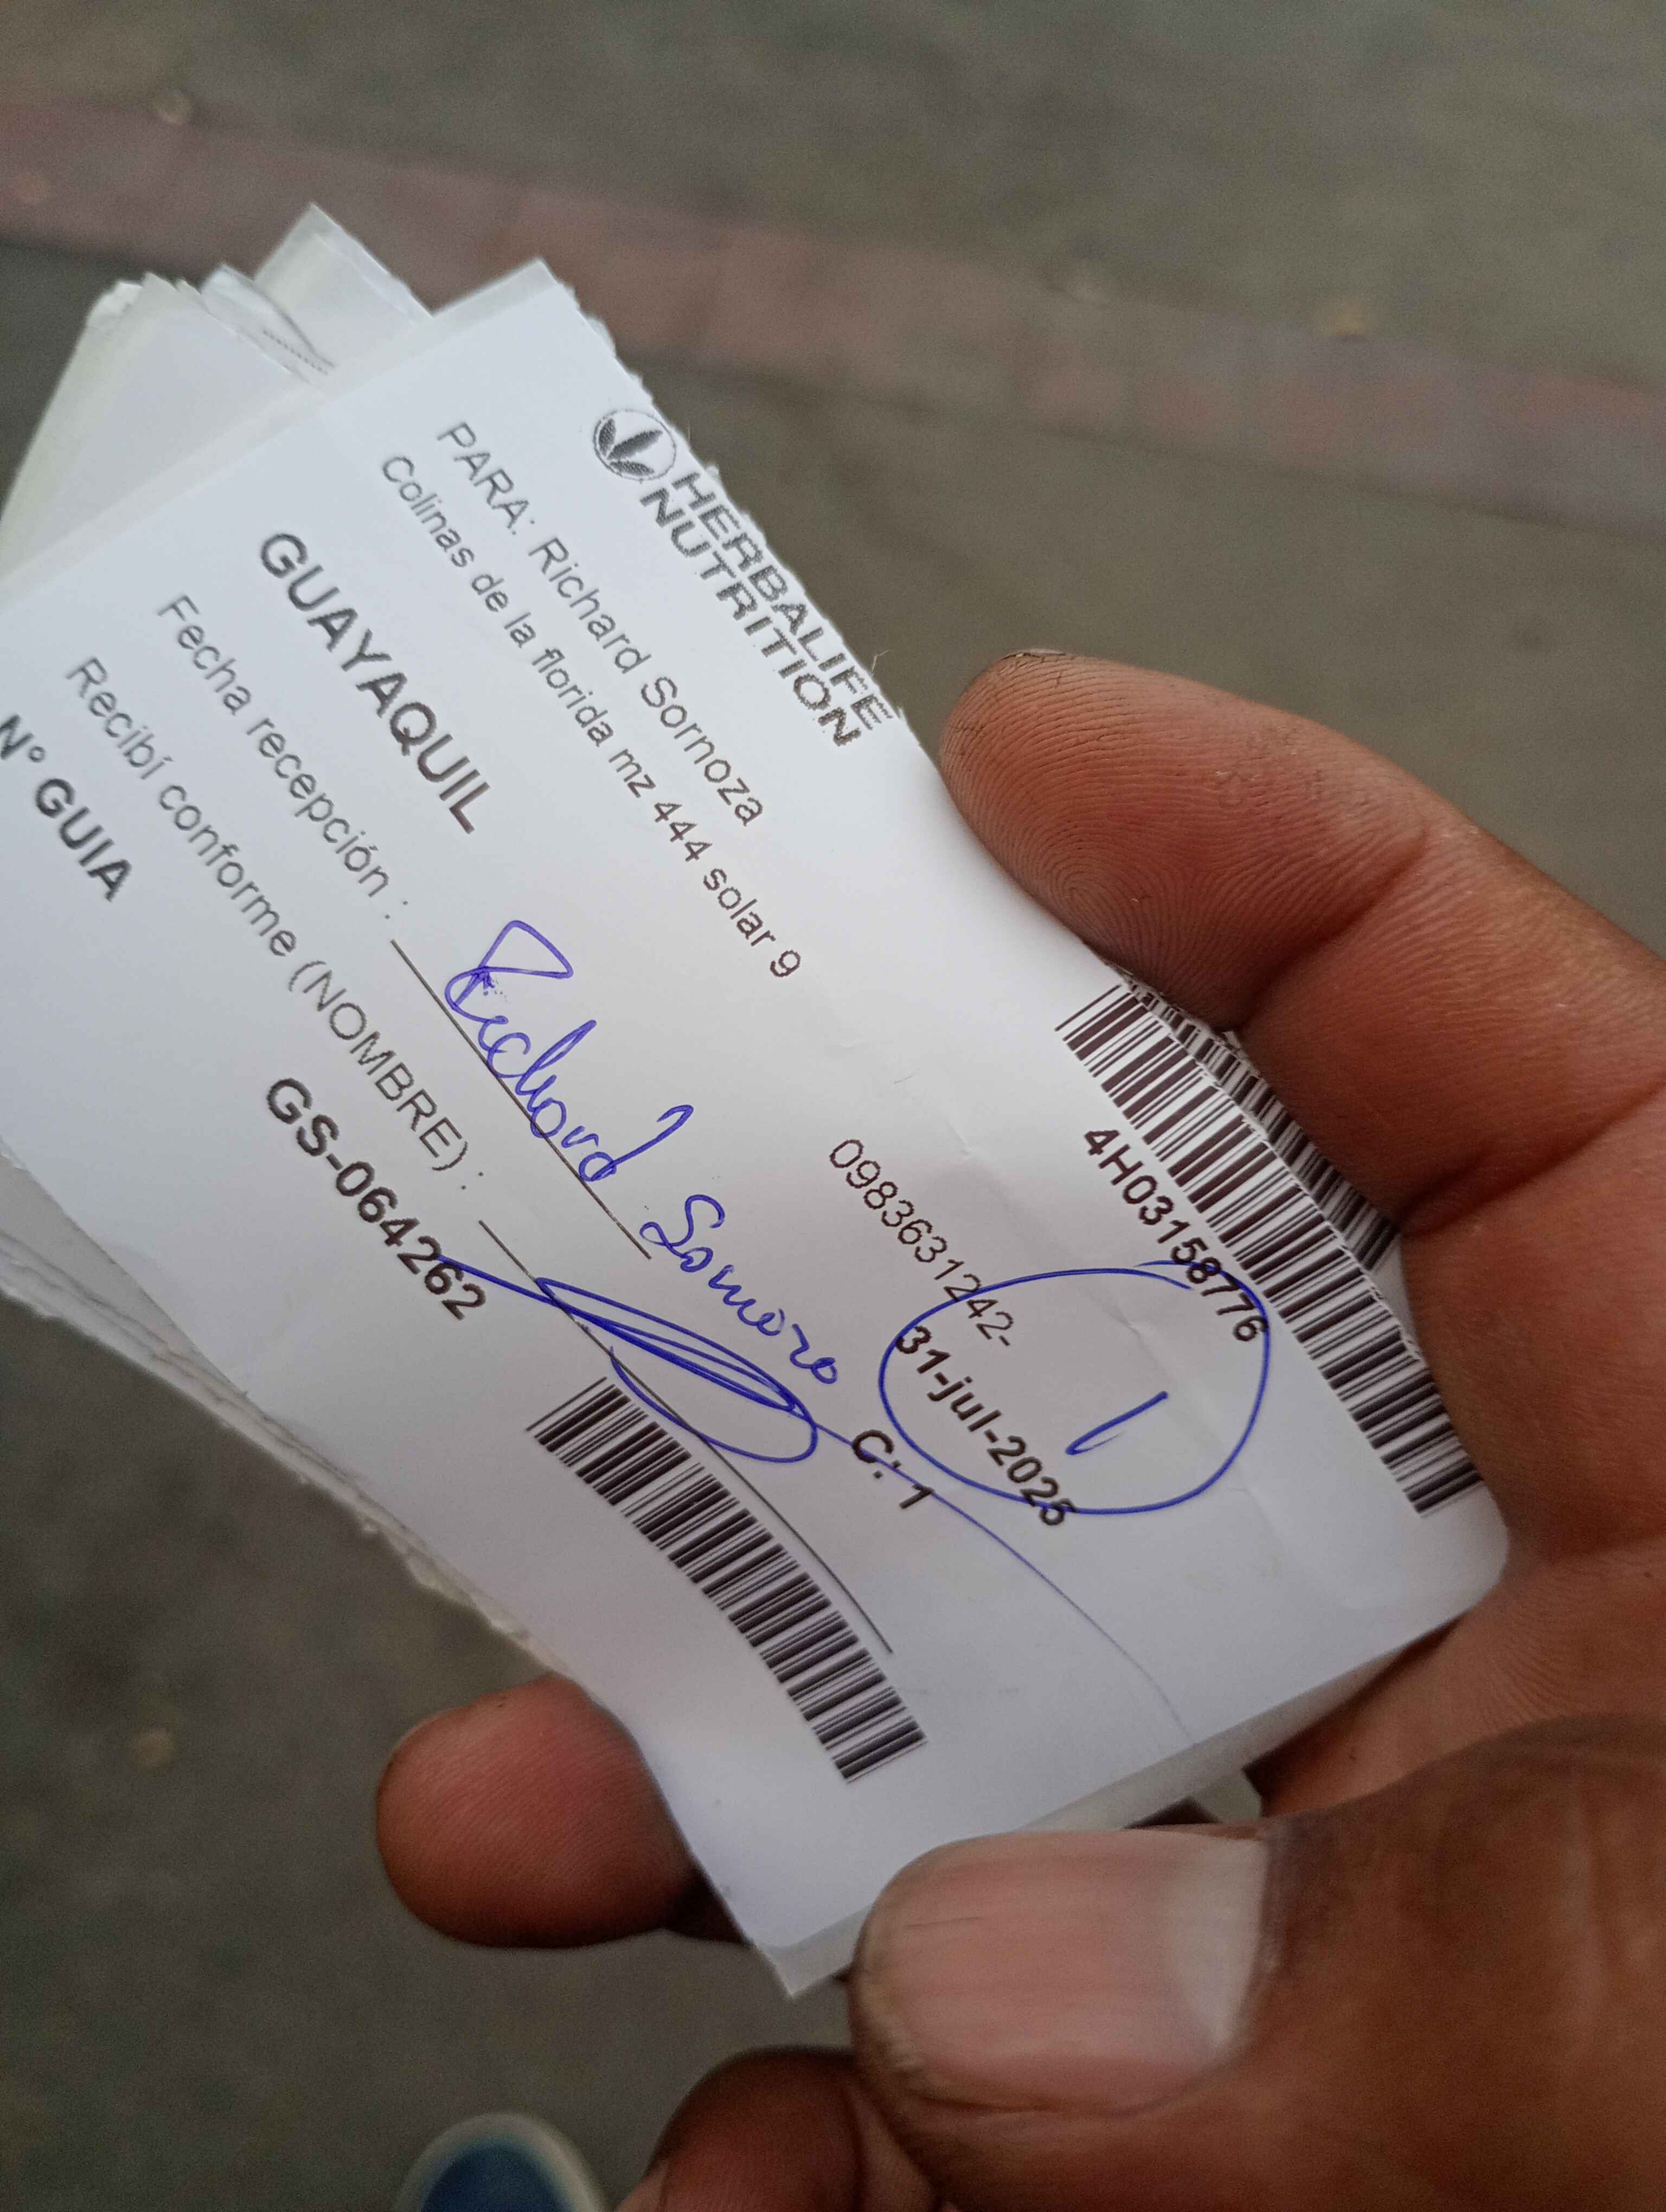 HERBALIFE
NUTRITION
4H03158776
PARA: Richard Sornoza
Colinas de la florida mz 444 solar 9
0983631242-
1
GUAYAQUIL
31-jul-2025
Fecha recepción :
Richard Sornoza
C: 1
Recibí conforme (NOMBRE) :
N° GUIA
GS-064262